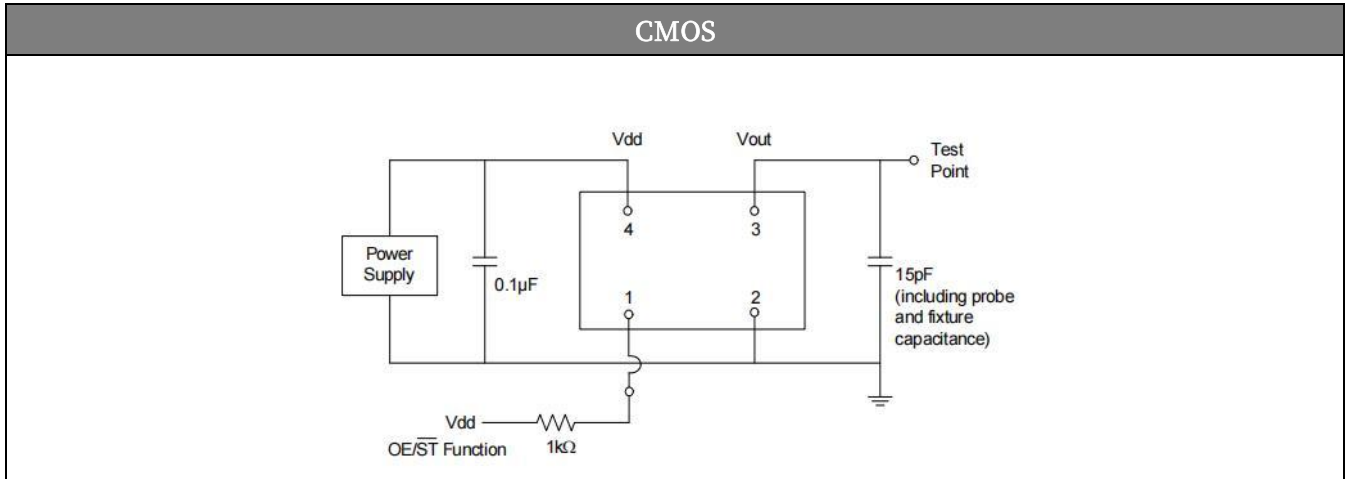 CMOS
Vdd
Vout
Test
Point
4
3
Power
Supply
0.1µF
1
2
15pF
(including probe
and fixture
capacitance)
Vdd
1kΩ
OE/S̅T̅ Function